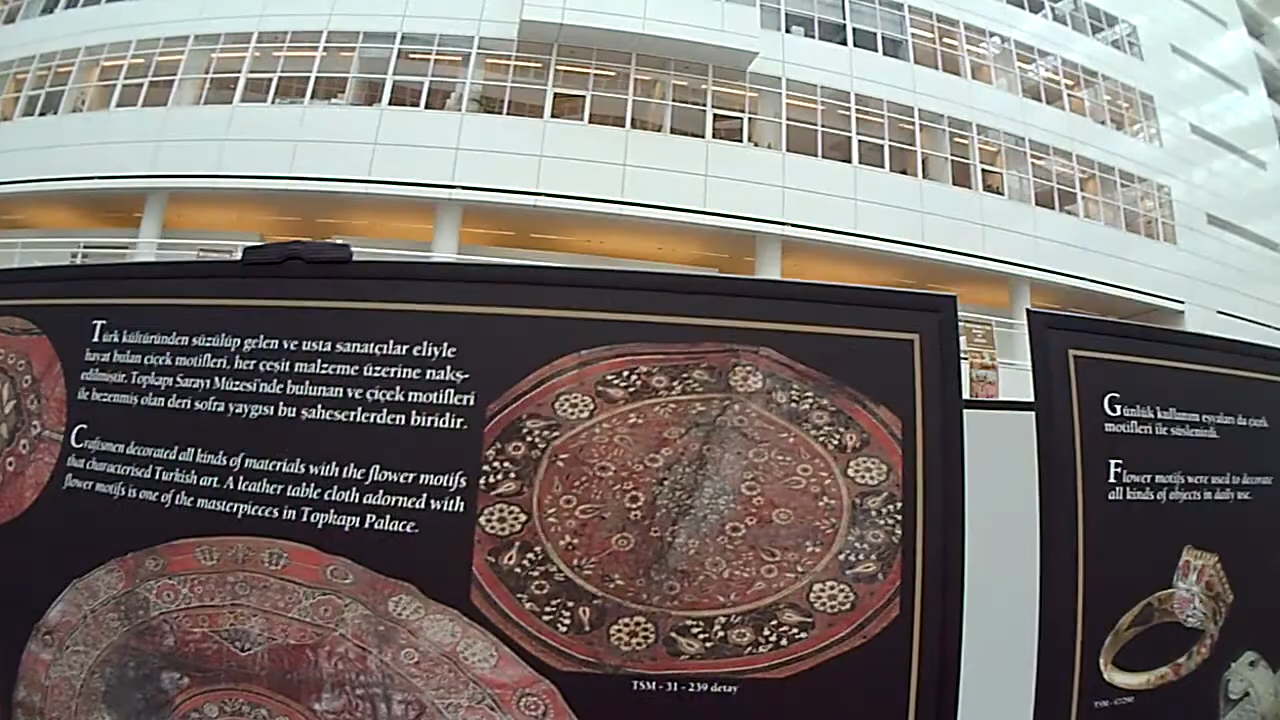 Türk kültüründen süzülüp gelen ve usta sanatçılar eliyle
hayat bulan çiçek motifleri, her çeşit malzeme üzerine nakş-
edilmiştir. Topkapı Sarayı Müzesi'nde bulunan ve çiçek motifleri
ile bezenmiş olan deri sofra yaygısı bu şaheserlerden biridir.
Craftsmen decorated all kinds of materials with the flower motifs
that characterised Turkish art. A leather table cloth adorned with
flower motifs is one of the masterpieces in Topkapı Palace.
TSM - 31 - 239 detay
Günlük kullanım eşyaları da çiçek
motifleri ile süslenirdi.
Flower motifs were used to decorate
all kinds of objects in daily use.